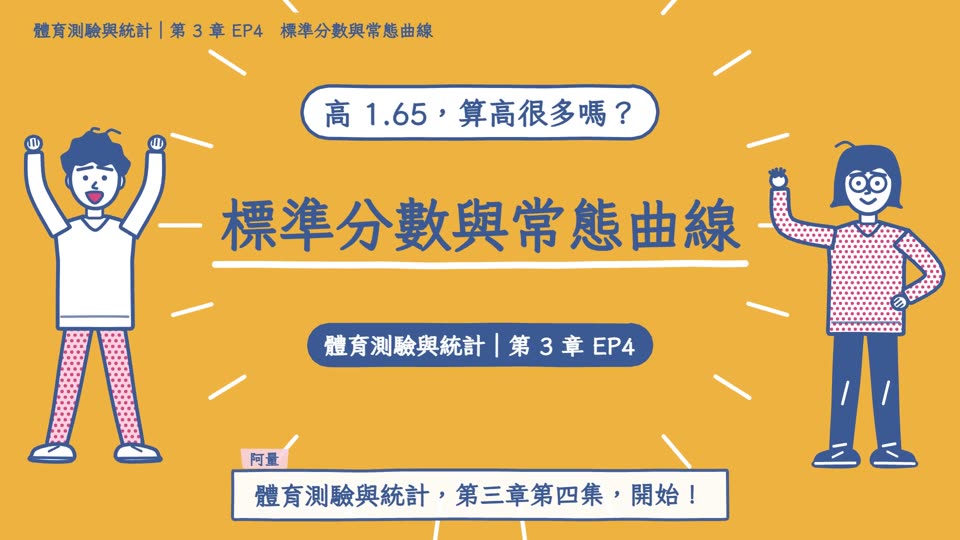 體育測驗與統計｜第 3 章 EP4　標準分數與常態曲線
高 1.65，算高很多嗎？
標準分數與常態曲線
體育測驗與統計｜第 3 章 EP4
阿量
體育測驗與統計，第三章第四集，開始！